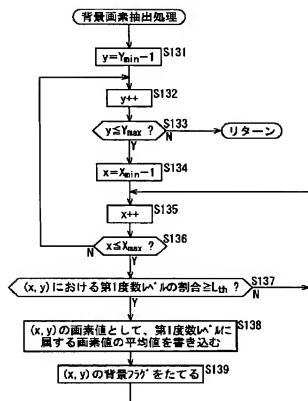 背景画素抽出処理
y=Ymin-1 S131
y++ S132
y≦Ymax ? S133
N
リターン
Y
x=Xmin-1 S134
x++ S135
x≦Xmax ? S136
N
Y
(x, y)における第1度数レベルの割合≧Lth ? S137
N
Y
(x, y)の画素値として、第1度数レベルに
属する画素値の平均値を書き込む S138
(x, y)の背景フラグをたてる S139